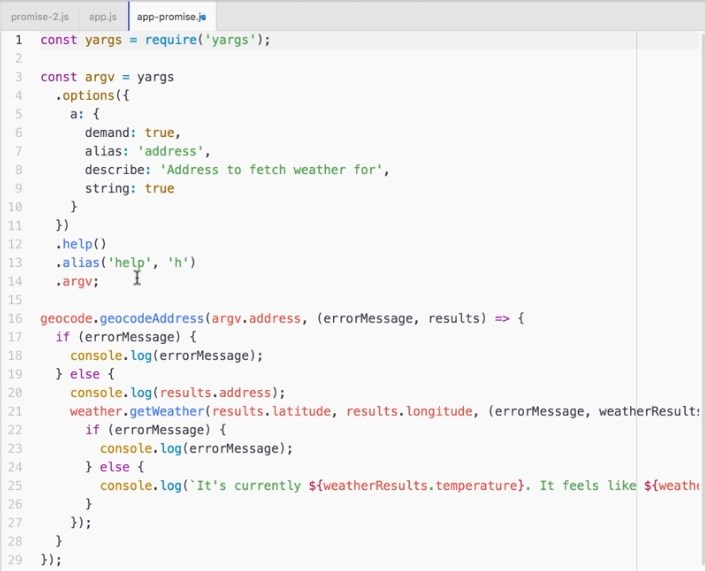 promise-2.js app.js app-promise.js
1 const yargs = require('yargs');
2
3 const argv = yargs
4 .options({
5 a: {
6 demand: true,
7 alias: 'address',
8 describe: 'Address to fetch weather for',
9 string: true
10 }
11 })
12 .help()
13 .alias('help', 'h')
14 .argv;
15
16 geocode.geocodeAddress(argv.address, (errorMessage, results) => {
17 if (errorMessage) {
18 console.log(errorMessage);
19 } else {
20 console.log(results.address);
21 weather.getWeather(results.latitude, results.longitude, (errorMessage, weatherResults
22 if (errorMessage) {
23 console.log(errorMessage);
24 } else {
25 console.log(`It's currently ${weatherResults.temperature}. It feels like ${weathe
26 }
27 });
28 }
29 });